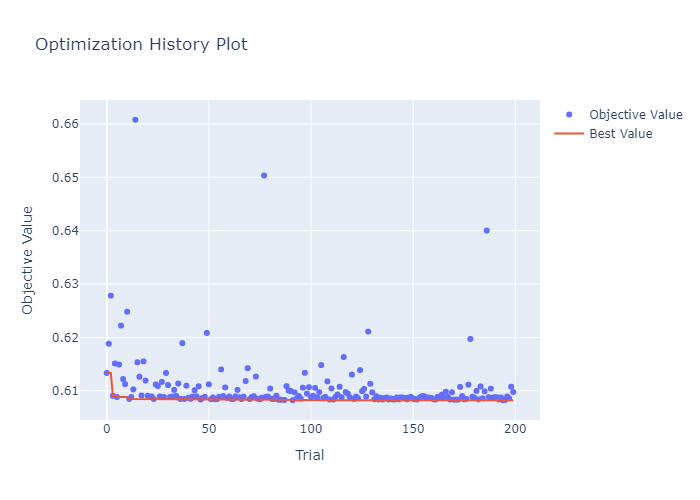 Optimization History Plot
Objective Value
Best Value
0.66
0.65
0.64
0.63
0.62
0.61
Objective Value
0
50
100
150
200
Trial